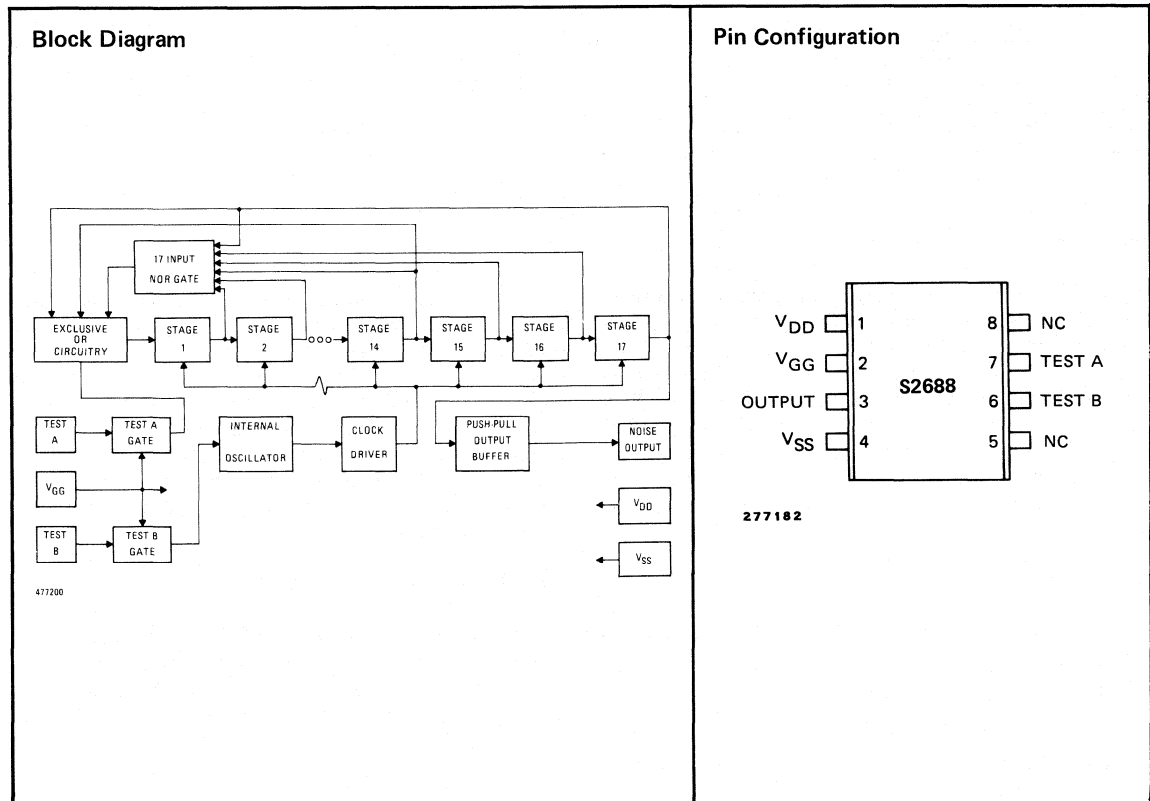 Block Diagram
17 INPUT
NOR GATE
EXCLUSIVE
OR
CIRCUITRY
STAGE
1
STAGE
2
STAGE
14
STAGE
15
STAGE
16
STAGE
17
TEST
A
TEST A
GATE
INTERNAL
OSCILLATOR
CLOCK
DRIVER
PUSH-PULL
OUTPUT
BUFFER
NOISE
OUTPUT
VGG
VDD
TEST
B
TEST B
GATE
VSS
477200
Pin Configuration
VDD 1
8 NC
VGG 2
7 TEST A
S2688
OUTPUT 3
6 TEST B
VSS 4
5 NC
277182